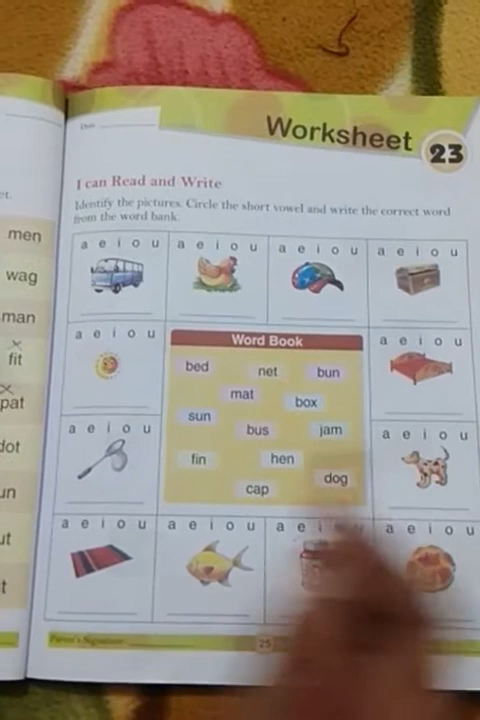 et.
men
wag
man
fit
pat
dot
un
ut
t
Date
Worksheet
23
I can Read and Write
Identify the pictures. Circle the short vowel and write the correct word
from the word bank.
a e i o u
a e i o u
a e i o u
a e i o u
a e i o u
Word Book
a e i o u
bed
net
bun
mat
box
sun
bus
jam
fin
hen
dog
cap
a e i o u
a e i o u
a e i o u
a e i o u
a e i
a e i o u
Parent's Signature
25